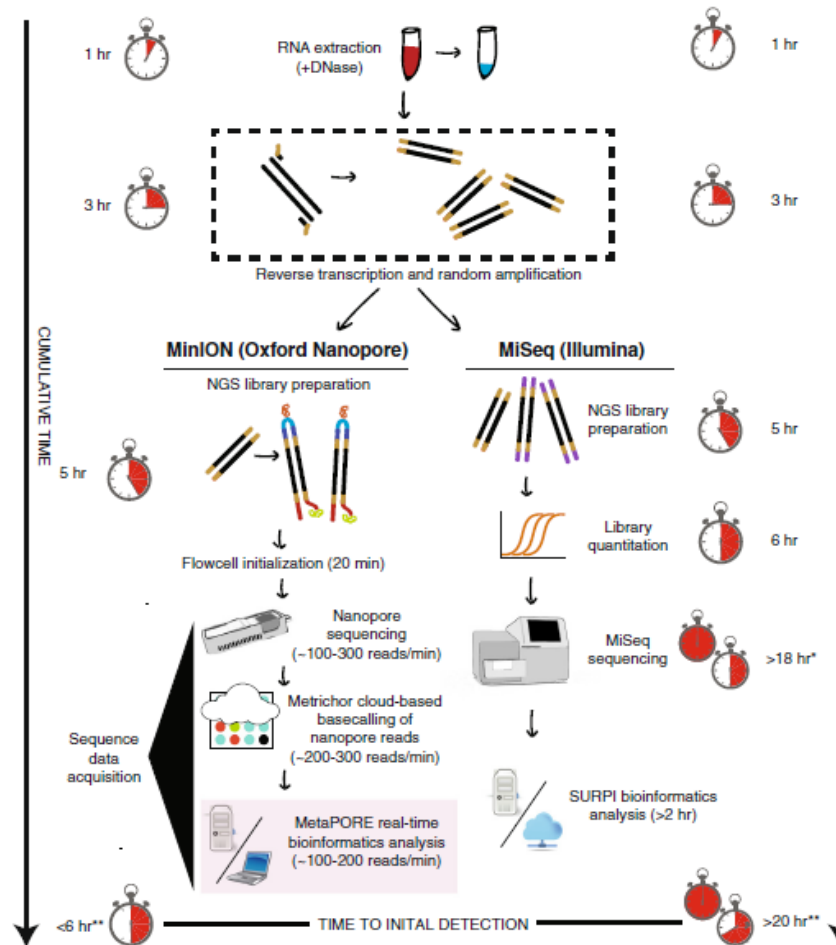 1 hr
RNA extraction
(+DNase)
1 hr
3 hr
3 hr
Reverse transcription and random amplification
CUMULATIVE TIME
MinION (Oxford Nanopore)
NGS library preparation
5 hr
Flowcell initialization (20 min)
Nanopore
sequencing
(~100-300 reads/min)
Metrichor cloud-based
basecalling of
nanopore reads
(~200-300 reads/min)
Sequence
data
acquisition
MetaPORE real-time
bioinformatics analysis
(~100-200 reads/min)
MiSeq (Illumina)
NGS library
preparation
5 hr
Library
quantitation
6 hr
MiSeq
sequencing
>18 hr*
SURPI bioinformatics
analysis (>2 hr)
<6 hr**
TIME TO INITAL DETECTION
>20 hr**